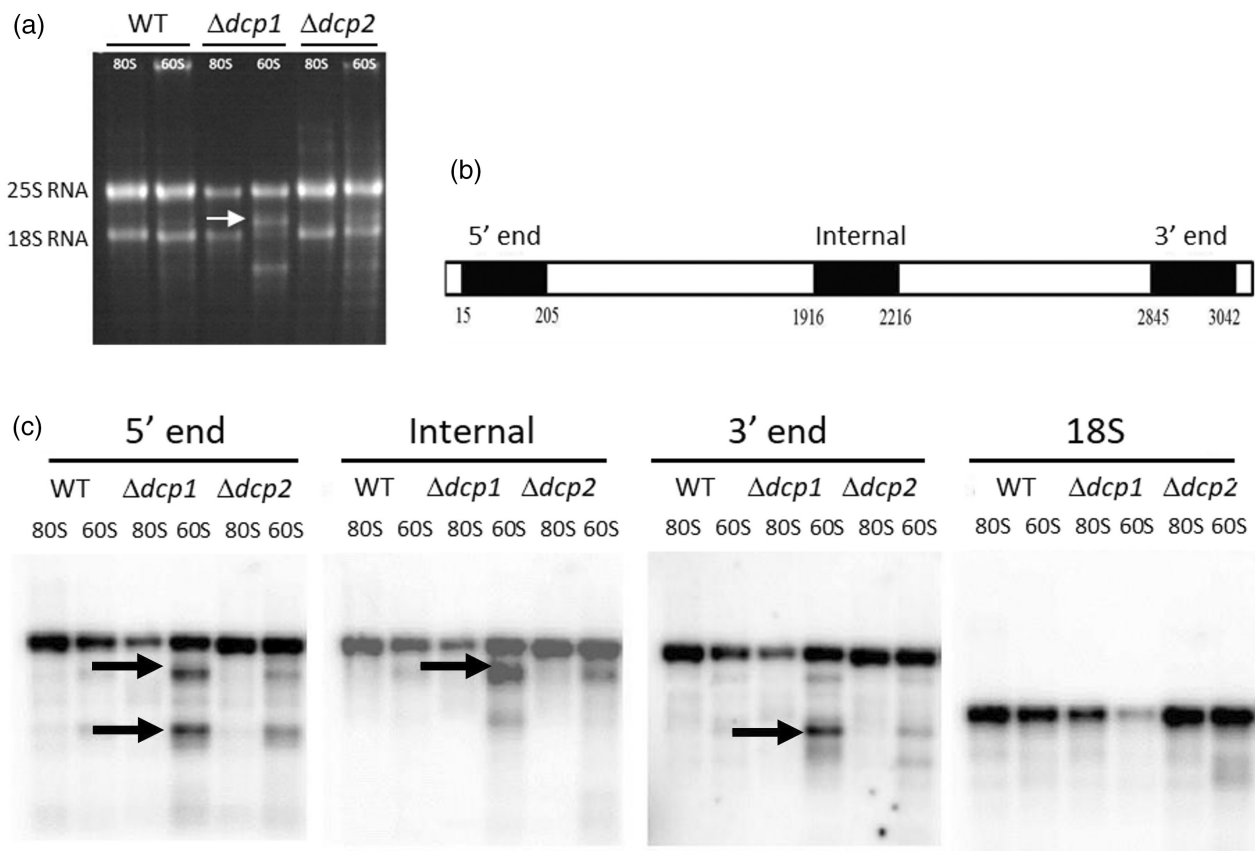 (a)
WT Δdcp1 Δdcp2
80S 60S 80S 60S 80S 60S
25S RNA
18S RNA
(b)
5’ end Internal 3’ end
15 205 1916 2216 2845 3042
(c)
5’ end Internal 3’ end 18S
WT Δdcp1 Δdcp2 WT Δdcp1 Δdcp2 WT Δdcp1 Δdcp2 WT Δdcp1 Δdcp2
80S 60S 80S 60S 80S 60S 80S 60S 80S 60S 80S 60S 80S 60S 80S 60S 80S 60S 80S 60S 80S 60S 80S 60S